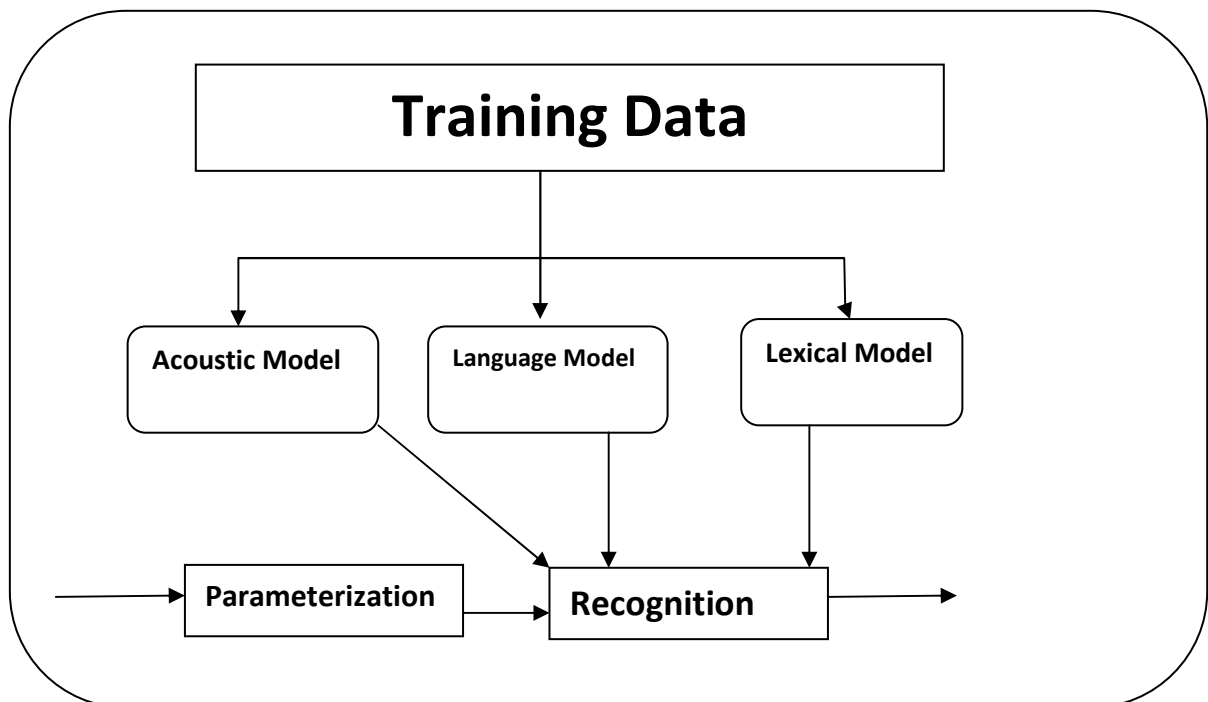 Training Data
Acoustic Model
Language Model
Lexical Model
Parameterization
Recognition